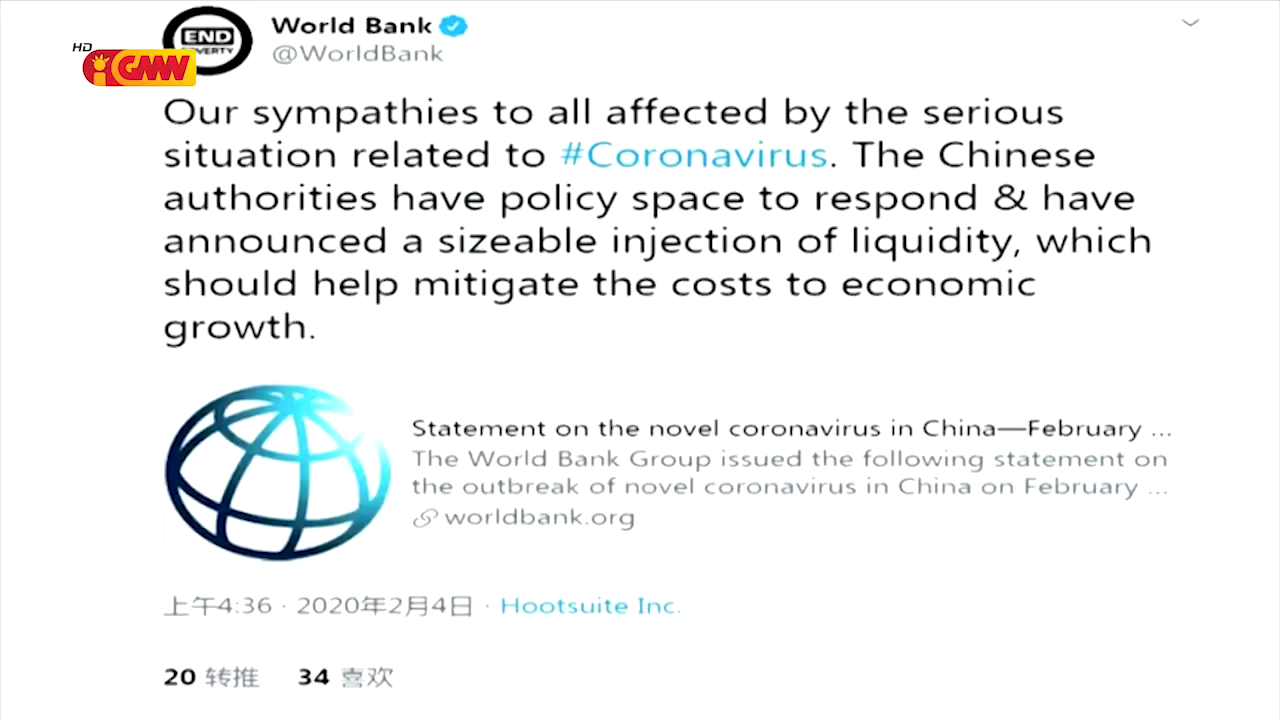 World Bank
@WorldBank
END
POVERTY
HD
iGMW
Our sympathies to all affected by the serious
situation related to #Coronavirus. The Chinese
authorities have policy space to respond & have
announced a sizeable injection of liquidity, which
should help mitigate the costs to economic
growth.
Statement on the novel coronavirus in China—February ...
The World Bank Group issued the following statement on
the outbreak of novel coronavirus in China on February ...
worldbank.org
上午4:36 · 2020年2月4日 · Hootsuite Inc.
20 转推 34 喜欢